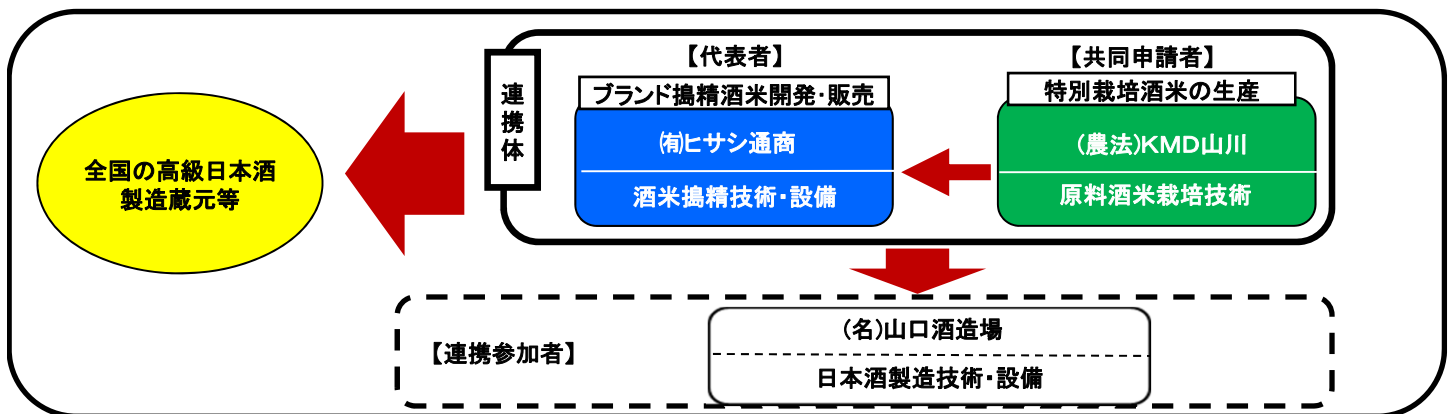 【代表者】
【共同申請者】
連携体
ブランド搗精酒米開発・販売
特別栽培酒米の生産
㈲ヒサシ通商
(農法)KMD山川
酒米搗精技術・設備
原料酒米栽培技術
全国の高級日本酒
製造蔵元等
【連携参加者】
(名)山口酒造場
日本酒製造技術・設備